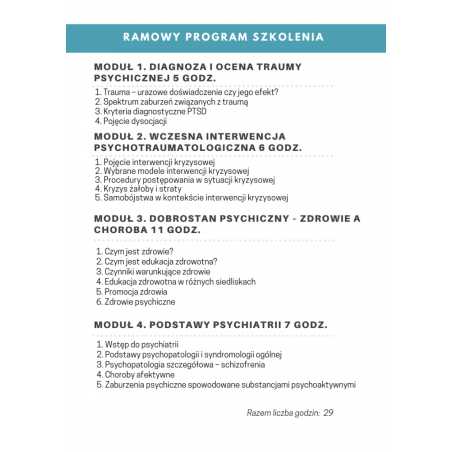 RAMOWY PROGRAM SZKOLENIA
MODUŁ 1. DIAGNOZA I OCENA TRAUMY
PSYCHICZNEJ 5 GODZ.
1. Trauma – urazowe doświadczenie czy jego efekt?
2. Spektrum zaburzeń związanych z traumą
3. Kryteria diagnostyczne PTSD
4. Pojęcie dysocjacji
MODUŁ 2. WCZESNA INTERWENCJA
PSYCHOTRAUMATOLOGICZNA 6 GODZ.
1. Pojęcie interwencji kryzysowej
2. Wybrane modele interwencji kryzysowej
3. Procedury postępowania w sytuacji kryzysowej
4. Kryzys żałoby i straty
5. Samobójstwa w kontekście interwencji kryzysowej
MODUŁ 3. DOBROSTAN PSYCHICZNY – ZDROWIE A
CHOROBA 11 GODZ.
1. Czym jest zdrowie?
2. Czym jest edukacja zdrowotna?
3. Czynniki warunkujące zdrowie
4. Edukacja zdrowotna w różnych siedliskach
5. Promocja zdrowia
6. Zdrowie psychiczne
MODUŁ 4. PODSTAWY PSYCHIATRII 7 GODZ.
1. Wstęp do psychiatrii
2. Podstawy psychopatologii i syndromologii ogólnej
3. Psychopatologia szczegółowa – schizofrenia
4. Choroby afektywne
5. Zaburzenia psychiczne spowodowane substancjami psychoaktywnymi
Razem liczba godzin: 29